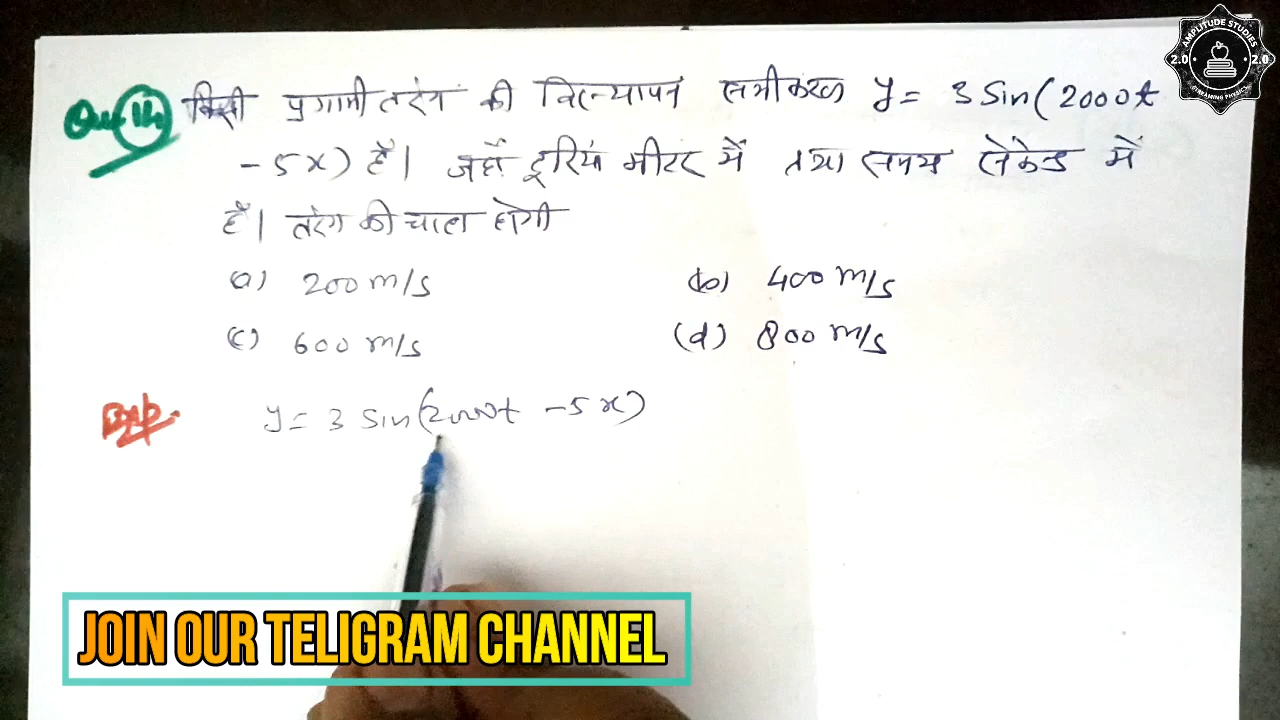 Que 14 किसी प्रगामी तरंग की विस्थापन समीकरण y = 3 Sin(2000t
- 5x) है। जहाँ दूरियाँ मीटर में तथा समय सेकेंड में
है। तरंग की चाल होगी
(a) 200 m/s (b) 400 m/s
(c) 600 m/s (d) 800 m/s
y = 3 Sin(2000t - 5x)
JOIN OUR TELIGRAM CHANNEL
AMPLITUDE STUDIES
2.0 2.0